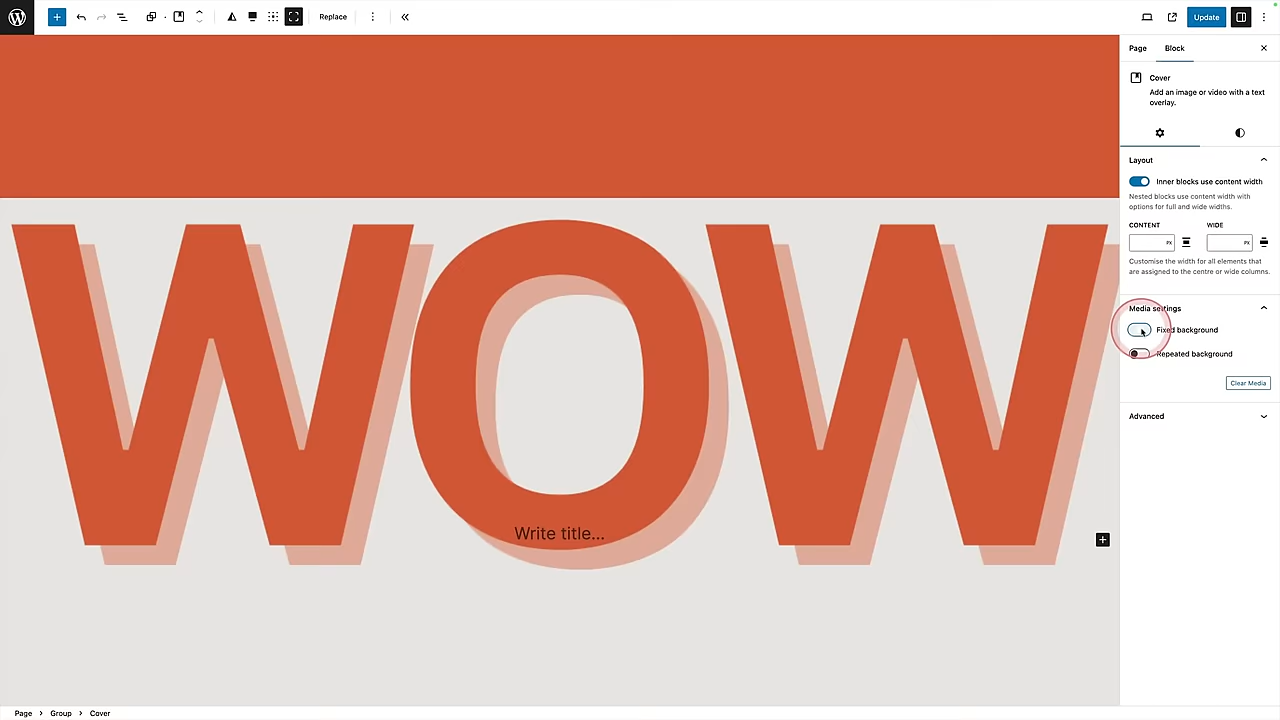 Replace
Update
Page
Block
Cover
Add an image or video with a text
overlay.
Layout
Inner blocks use content width
Nested blocks use content width with
options for full and wide widths.
CONTENT
WIDE
PX
PX
Customise the width for all elements that
are assigned to the centre or wide columns.
Media settings
Fixed background
Repeated background
Clear Media
Advanced
WOW
Write title...
Page > Group > Cover